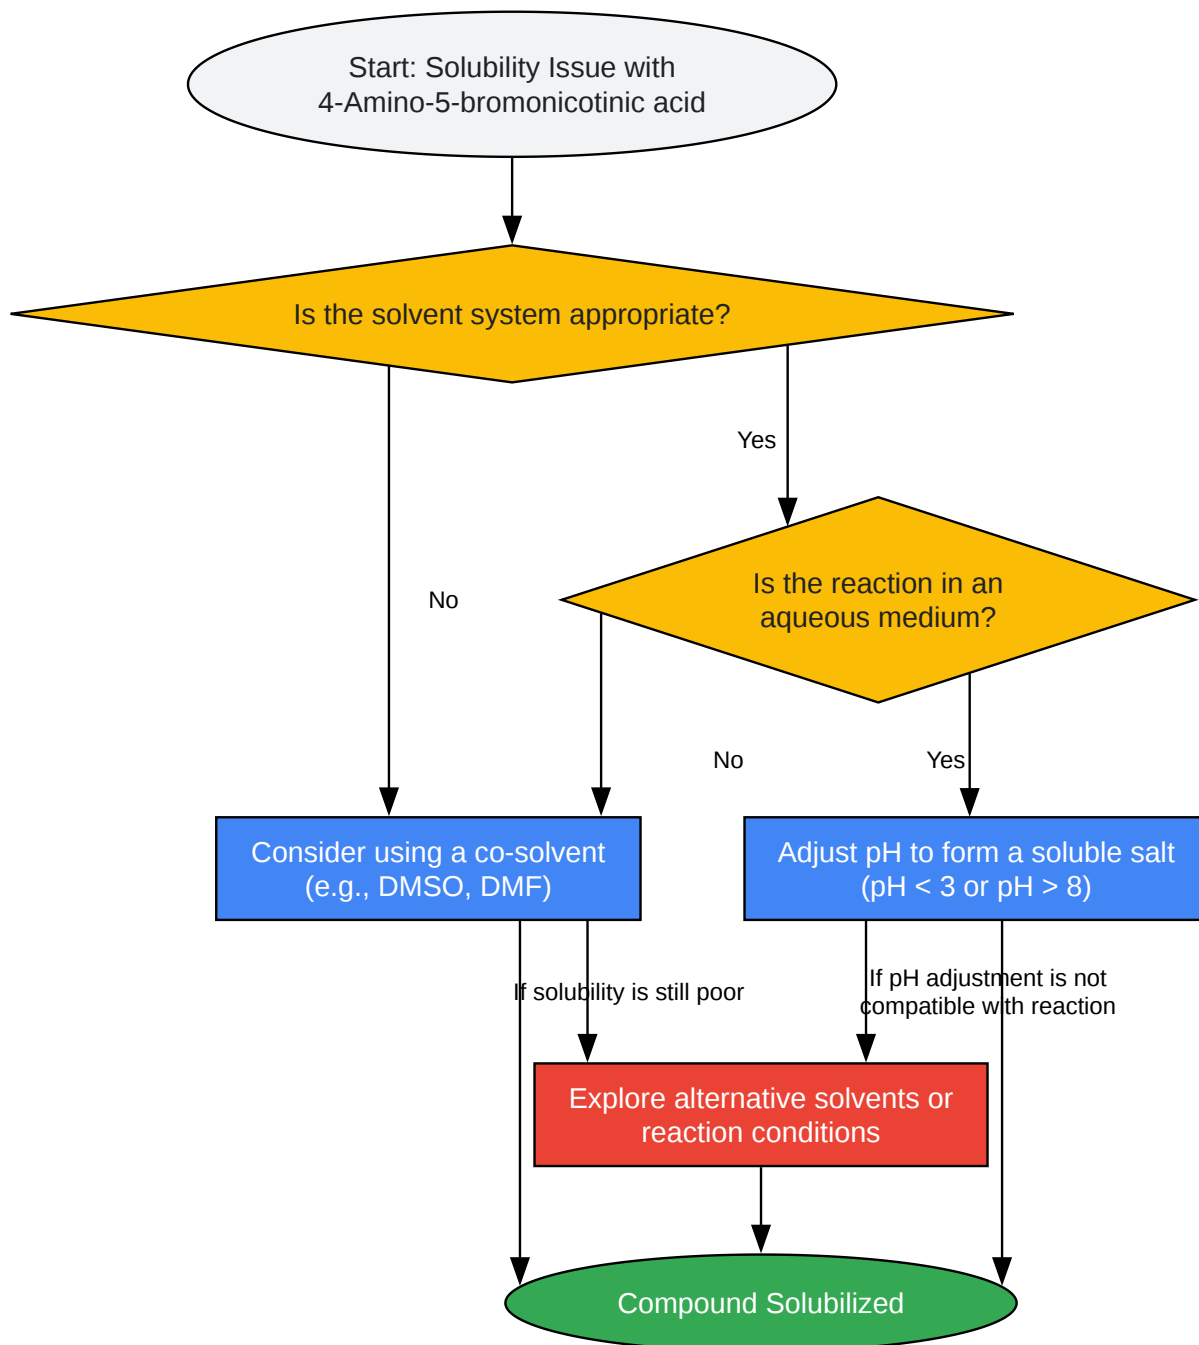 Start: Solubility Issue with
4-Amino-5-bromonicotinic acid
Is the solvent system appropriate?
Yes
Is the reaction in an
aqueous medium?
No
No
Yes
Consider using a co-solvent
(e.g., DMSO, DMF)
Adjust pH to form a soluble salt
(pH < 3 or pH > 8)
If solubility is still poor
If pH adjustment is not
compatible with reaction
Explore alternative solvents or
reaction conditions
Compound Solubilized